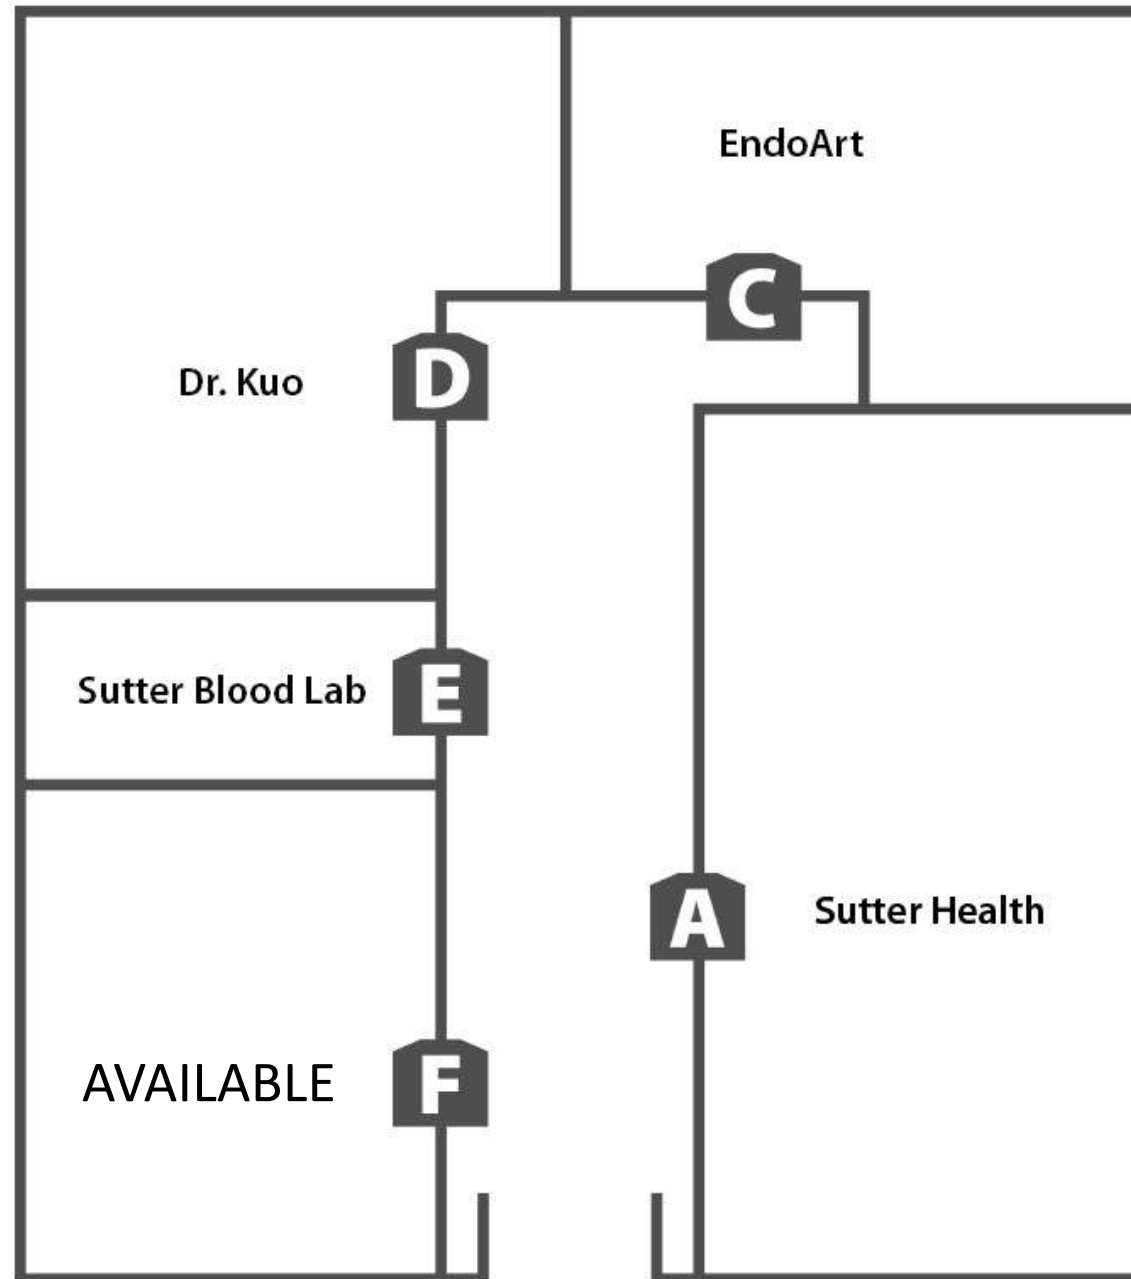 EndoArt
C
Dr. Kuo
D
Sutter Blood Lab
E
A
Sutter Health
AVAILABLE
F